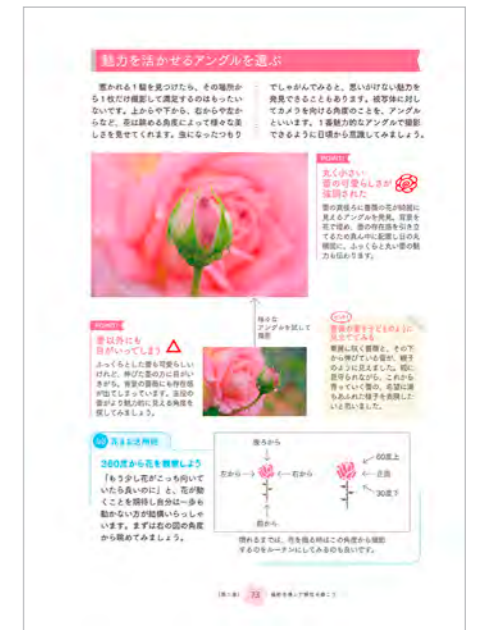 魅力を活かせるアングルを選ぶ
惹かれる1輪を見つけたら、その場所か
ら1枚だけ撮影して満足するのはもったい
ないです。上からや下から、右からや左か
らなど、花は眺める角度によって様々な美
しさを見せてくれます。虫になったつもり
でしゃがんでみると、思いがけない魅力を
発見できることもあります。被写体に対し
てカメラを向ける角度のことを、アングル
といいます。1番魅力的なアングルで撮影
できるように日頃から意識してみましょう。
POINT!
丸く小さい
蕾の可愛らしさが
強調された
蕾の真後ろに薔薇の花が綺麗に
見えるアングルを発見。背景を
花で埋め、蕾の存在感を引き立
てるため真ん中に配置し日の丸
構図に。ふっくらと丸い蕾の魅
力も伝わります。
様々な
アングルを試して
撮影
POINT!
蕾以外にも
目がいってしまう
ふっくらとした蕾も可愛らしい
けれど、伸びた茎の方に目がい
きがち。背景の薔薇にも存在感
が出てしまっています。主役の
蕾がより魅力的に見える角度を
探してみましょう。
薔薇の蕾を子どものように
見立ててみる
華麗に咲く薔薇と、その下
から伸びている蕾が、親子
のように見えました。親に
見守られながら、これから
育っていく蕾の、希望に満
ちあふれた様子を表現した
いと思いました。
360度から花を観察しよう
「もう少し花がこっち向いて
いたら良いのに」と、花が動
くことを期待し自分は一歩も
動かない方が結構いらっしゃ
います。まずは右の図の角度
から眺めてみましょう。
後ろから
左から
右から
前から
60度上
正面
30度下
慣れるまでは、花を撮る時はこの角度から撮影
するのをルーチンにしてみるのも良いです。
73